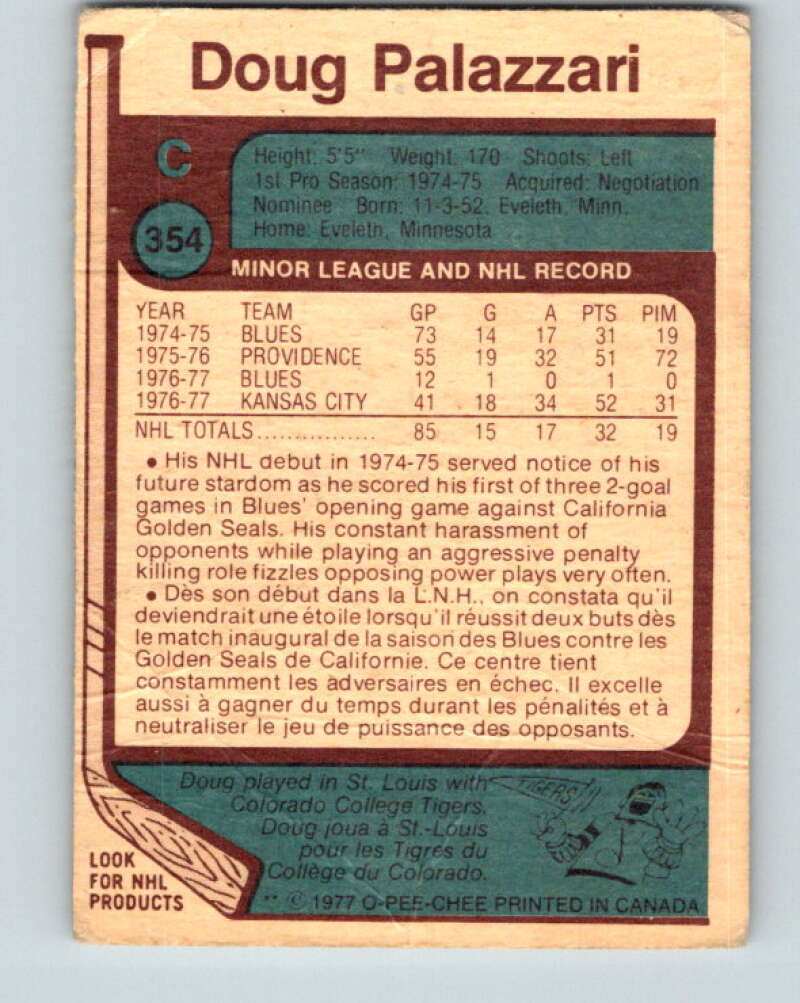 Doug Palazzari
C
Height: 5'5" Weight: 170 Shoots: Left
1st Pro Season: 1974-75 Acquired: Negotiation
Nominee Born: 11-3-52, Eveleth, Minn.
Home: Eveleth, Minnesota
354
MINOR LEAGUE AND NHL RECORD
YEAR TEAM GP G A PTS PIM
1974-75 BLUES 73 14 17 31 19
1975-76 PROVIDENCE 55 19 32 51 72
1976-77 BLUES 12 1 0 1 0
1976-77 KANSAS CITY 41 18 34 52 31
NHL TOTALS................ 85 15 17 32 19
• His NHL debut in 1974-75 served notice of his
future stardom as he scored his first of three 2-goal
games in Blues' opening game against California
Golden Seals. His constant harassment of
opponents while playing an aggressive penalty
killing role fizzles opposing power plays very often.
• Dès son début dans la L.N.H., on constata qu'il
deviendrait une étoile lorsqu'il réussit deux buts dès
le match inaugural de la saison des Blues contre les
Golden Seals de Californie. Ce centre tient
constamment les adversaires en échec. Il excelle
aussi à gagner du temps durant les pénalités et à
neutraliser le jeu de puissance des opposants.
Doug played in St. Louis with
Colorado College Tigers.
Doug joua à St.-Louis
pour les Tigres du
Collège du Colorado.
TIGERS
LOOK
FOR NHL
PRODUCTS
** © 1977 O-PEE-CHEE PRINTED IN CANADA